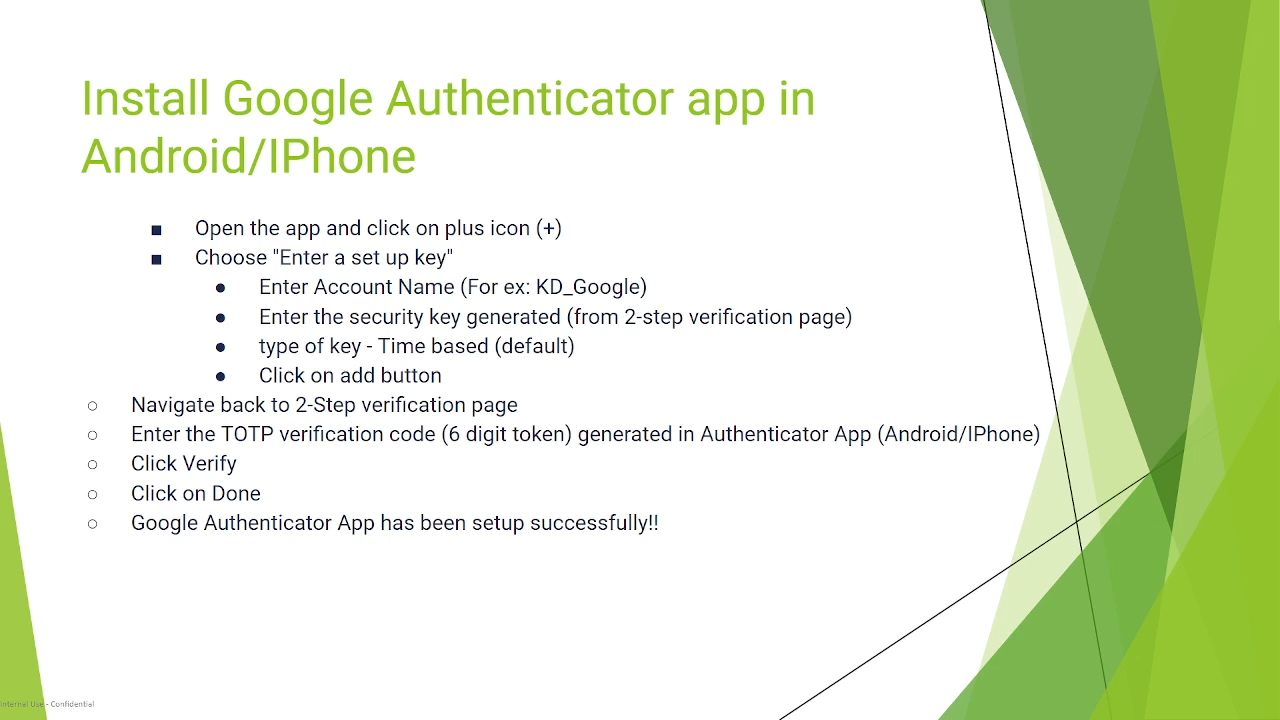 Install Google Authenticator app in
Android/IPhone
■ Open the app and click on plus icon (+)
■ Choose "Enter a set up key"
● Enter Account Name (For ex: KD_Google)
● Enter the security key generated (from 2-step verification page)
● type of key - Time based (default)
● Click on add button
○ Navigate back to 2-Step verification page
○ Enter the TOTP verification code (6 digit token) generated in Authenticator App (Android/IPhone)
○ Click Verify
○ Click on Done
○ Google Authenticator App has been setup successfully!!
Internal Use - Confidential